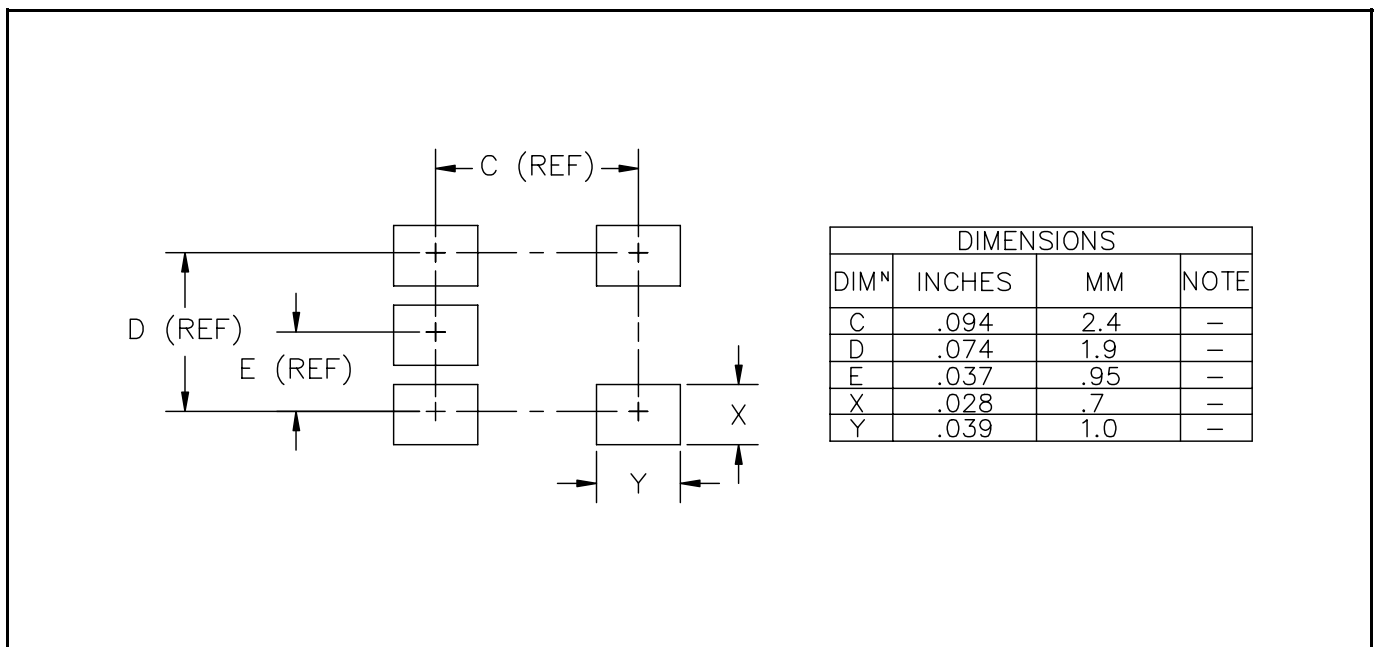 C (REF)
D (REF)
E (REF)
X
Y
DIMENSIONS
DIMᴺ INCHES MM NOTE
C .094 2.4 –
D .074 1.9 –
E .037 .95 –
X .028 .7 –
Y .039 1.0 –